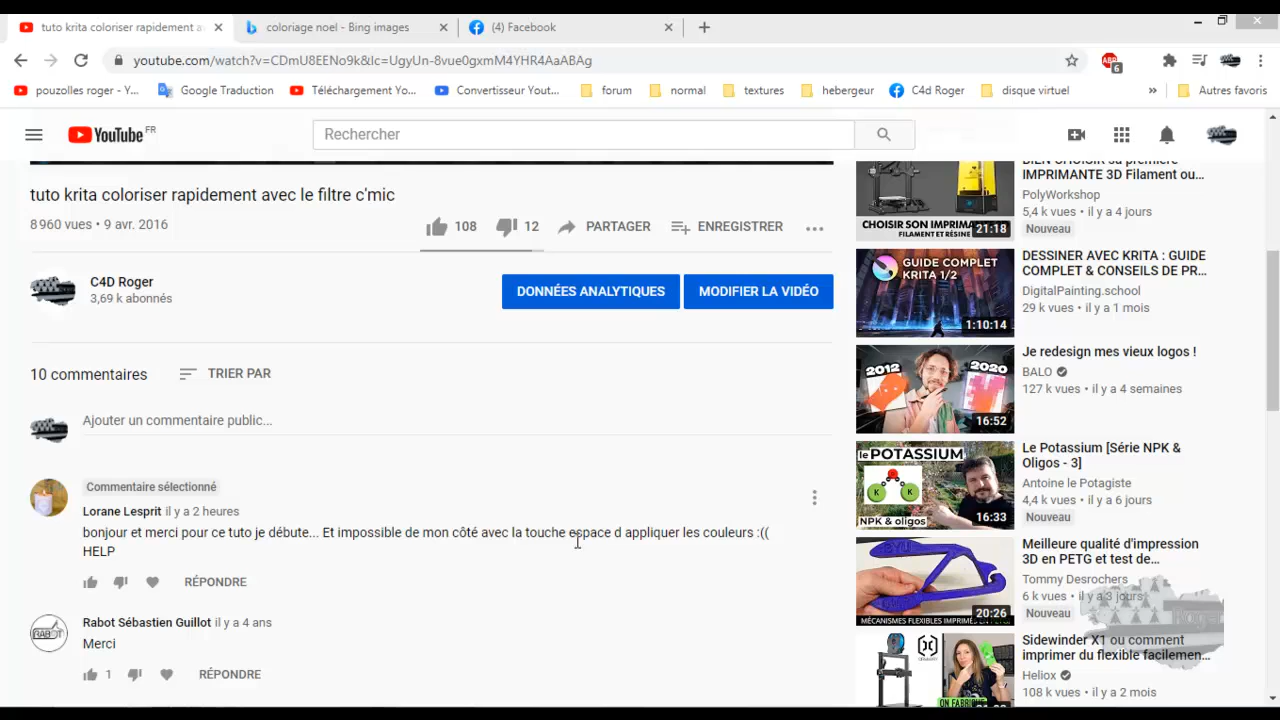 tuto krita coloriser rapidement a
coloriage noel - Bing images
(4) Facebook
youtube.com/watch?v=CDmU8EENo9k&lc=UgyUn-8vue0gxmM4YHR4AaABAg
ABP
6
pouzolles roger - Y...
Google Traduction
Téléchargement Yo...
Convertisseur Yout...
forum
normal
textures
hebergeur
C4d Roger
disque virtuel
»
Autres favoris
YouTube FR
Rechercher
tuto krita coloriser rapidement avec le filtre c'mic
8 960 vues • 9 avr. 2016
108
12
PARTAGER
ENREGISTRER
C4D Roger
3,69 k abonnés
DONNÉES ANALYTIQUES
MODIFIER LA VIDÉO
10 commentaires
TRIER PAR
Ajouter un commentaire public...
Commentaire sélectionné
Lorane Lesprit il y a 2 heures
bonjour et merci pour ce tuto je débute... Et impossible de mon côté avec la touche espace d appliquer les couleurs :((
HELP
RÉPONDRE
RABOT
Rabot Sébastien Guillot il y a 4 ans
Merci
1
RÉPONDRE
CHOISIR SON IMPRIMANTE 3D
FILAMENT ET RÉSINE
21:18
BIEN CHOISIR sa première
IMPRIMANTE 3D Filament ou...
PolyWorkshop
5,4 k vues • il y a 4 jours
Nouveau
GUIDE COMPLET
KRITA 1/2
1:10:14
DESSINER AVEC KRITA : GUIDE
COMPLET & CONSEILS DE PR...
DigitalPainting.school
29 k vues • il y a 1 mois
2012
2020
16:52
Je redesign mes vieux logos !
BALO
127 k vues • il y a 4 semaines
le POTASSIUM
K
K
NPK & oligos
16:33
Le Potassium [Série NPK &
Oligos - 3]
Antoine le Potagiste
4,4 k vues • il y a 6 jours
Nouveau
20:26
MÉCANISMES FLEXIBLES IMPRIMÉS EN PETG
Meilleure qualité d'impression
3D en PETG et test de...
Tommy Desrochers
6 k vues • il y a 3 jours
Nouveau
ON FABRIQUE
Sidewinder X1 ou comment
imprimer du flexible facilemen...
Heliox
108 k vues • il y a 2 mois
Roger